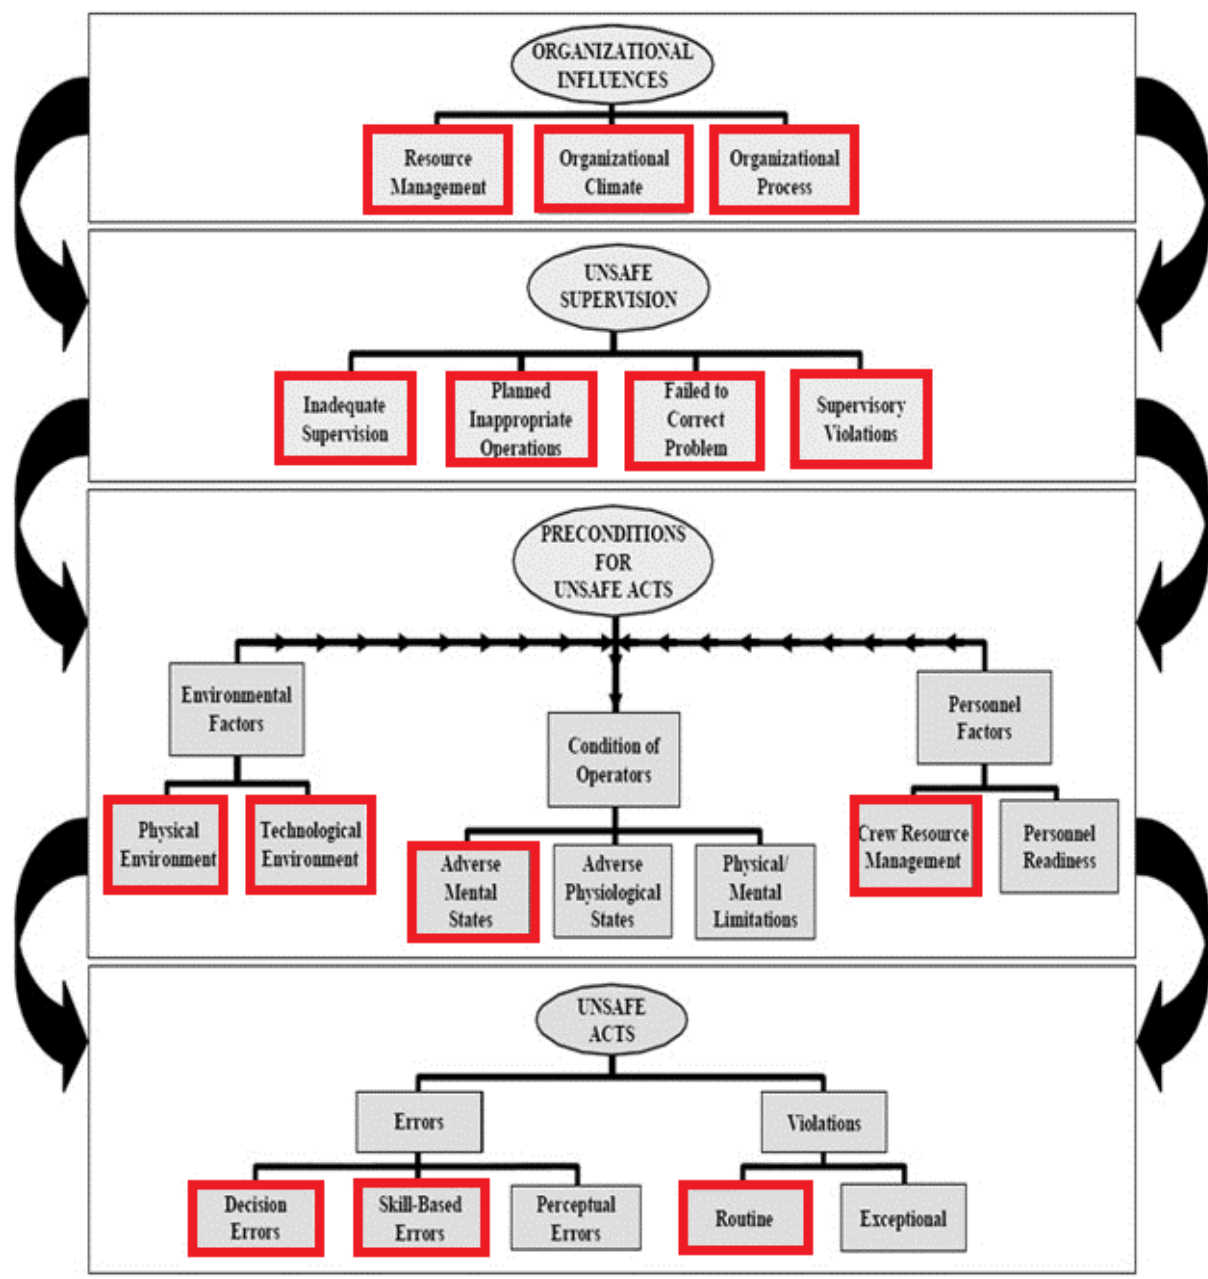 ORGANIZATIONAL
INFLUENCES
Resource
Management
Organizational
Climate
Organizational
Process
UNSAFE
SUPERVISION
Inadequate
Supervision
Planned
Inappropriate
Operations
Failed to
Correct
Problem
Supervisory
Violations
PRECONDITIONS
FOR
UNSAFE ACTS
Environmental
Factors
Condition of
Operators
Personnel
Factors
Physical
Environment
Technological
Environment
Adverse
Mental
States
Adverse
Physiological
States
Physical/
Mental
Limitations
Crew Resource
Management
Personnel
Readiness
UNSAFE
ACTS
Errors
Violations
Decision
Errors
Skill-Based
Errors
Perceptual
Errors
Routine
Exceptional